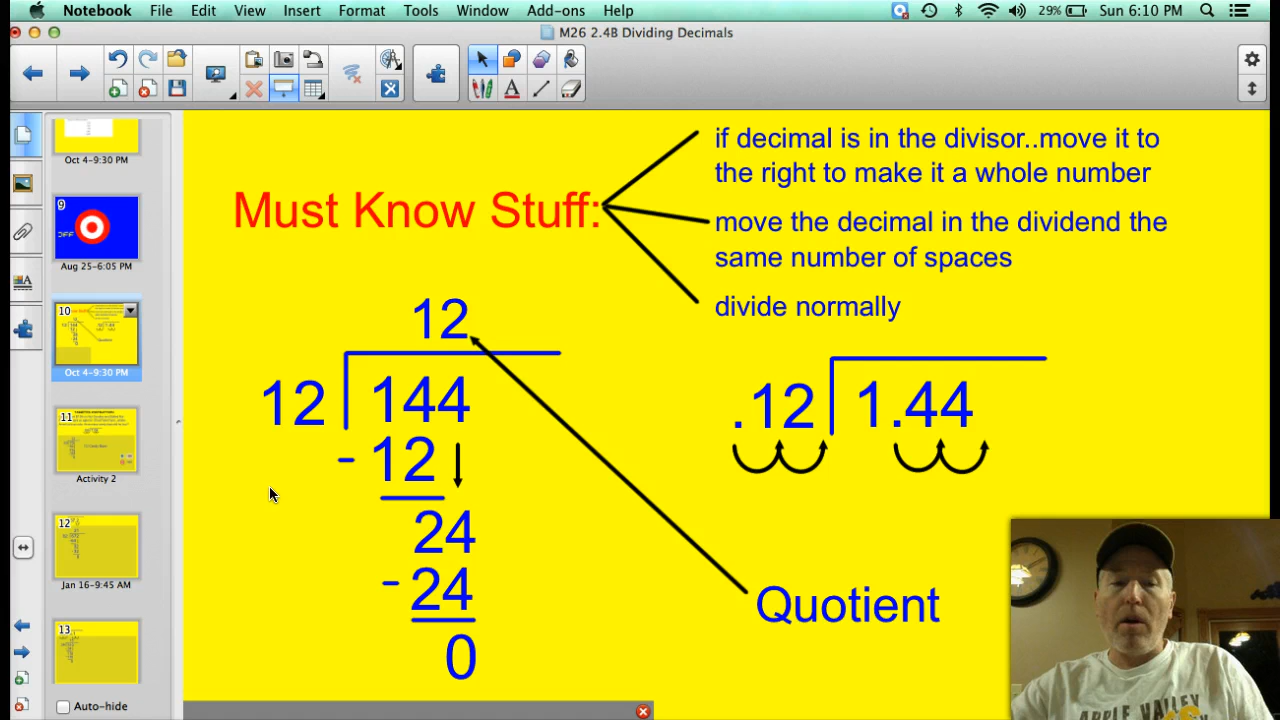 Notebook File Edit View Insert Format Tools Window Add-ons Help 29% Sun 6:10 PM
M26 2.4B Dividing Decimals
Oct 4-9:30 PM
9
OFF
Aug 25-6:05 PM
10
Oct 4-9:30 PM
11
Activity 2
12
Jan 16-9:45 AM
13
Auto-hide
Must Know Stuff:
if decimal is in the divisor..move it to
the right to make it a whole number
move the decimal in the dividend the
same number of spaces
divide normally
12
12 144
- 12
24
- 24
0
.12 1.44
Quotient
APPLE VALLEY